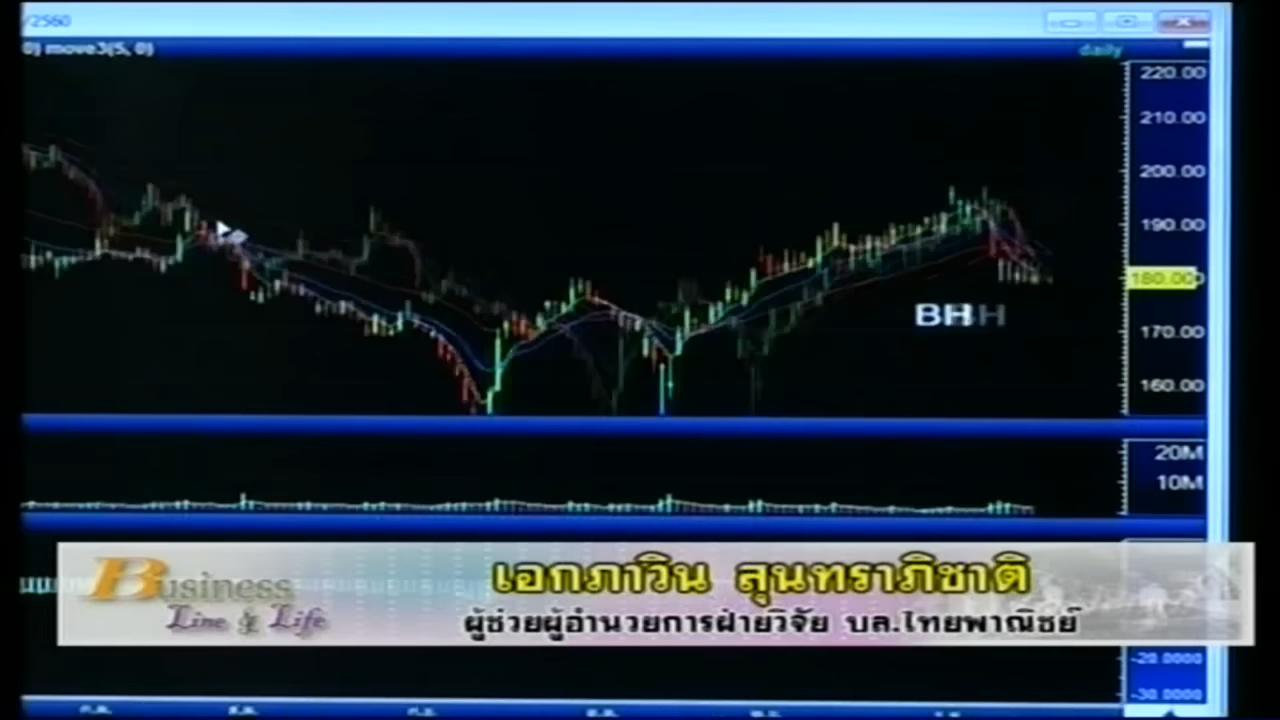 /2560
0) move3(5, 0)
daily
220.00
210.00
200.00
190.00
180.00
170.00
160.00
BH
20M
10M
Business
Line & Life
เอกภาวิน สุนทราภิชาติ
ผู้ช่วยผู้อำนวยการฝ่ายวิจัย บล.ไทยพาณิชย์
-20.0000
-30.0000